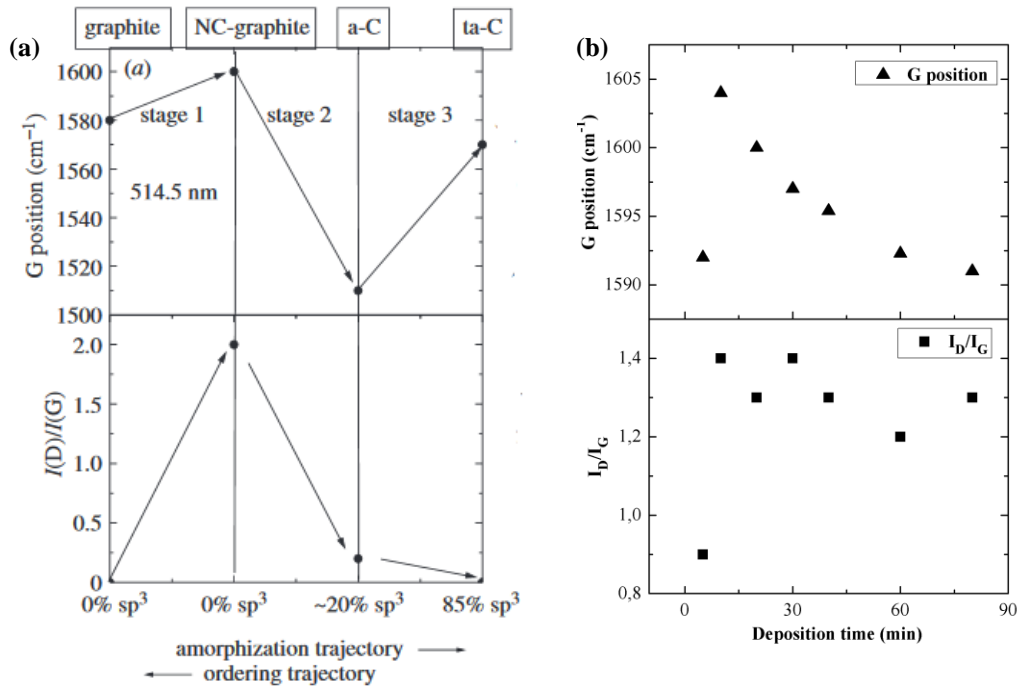 (a)
graphite
NC-graphite
a-C
ta-C
(a)
stage 1
stage 2
stage 3
514.5 nm
G position (cm⁻¹)
1600
1580
1560
1540
1520
1500
I(D)/I(G)
2.0
1.5
1.0
0.5
0.25
0
0% sp³
0% sp³
~20% sp³
85% sp³
amorphization trajectory
ordering trajectory
(b)
G position
G position (cm⁻¹)
1605
1600
1595
1590
I_D/I_G
I_D/I_G
1,4
1,2
1,0
0,8
0
30
60
90
Deposition time (min)